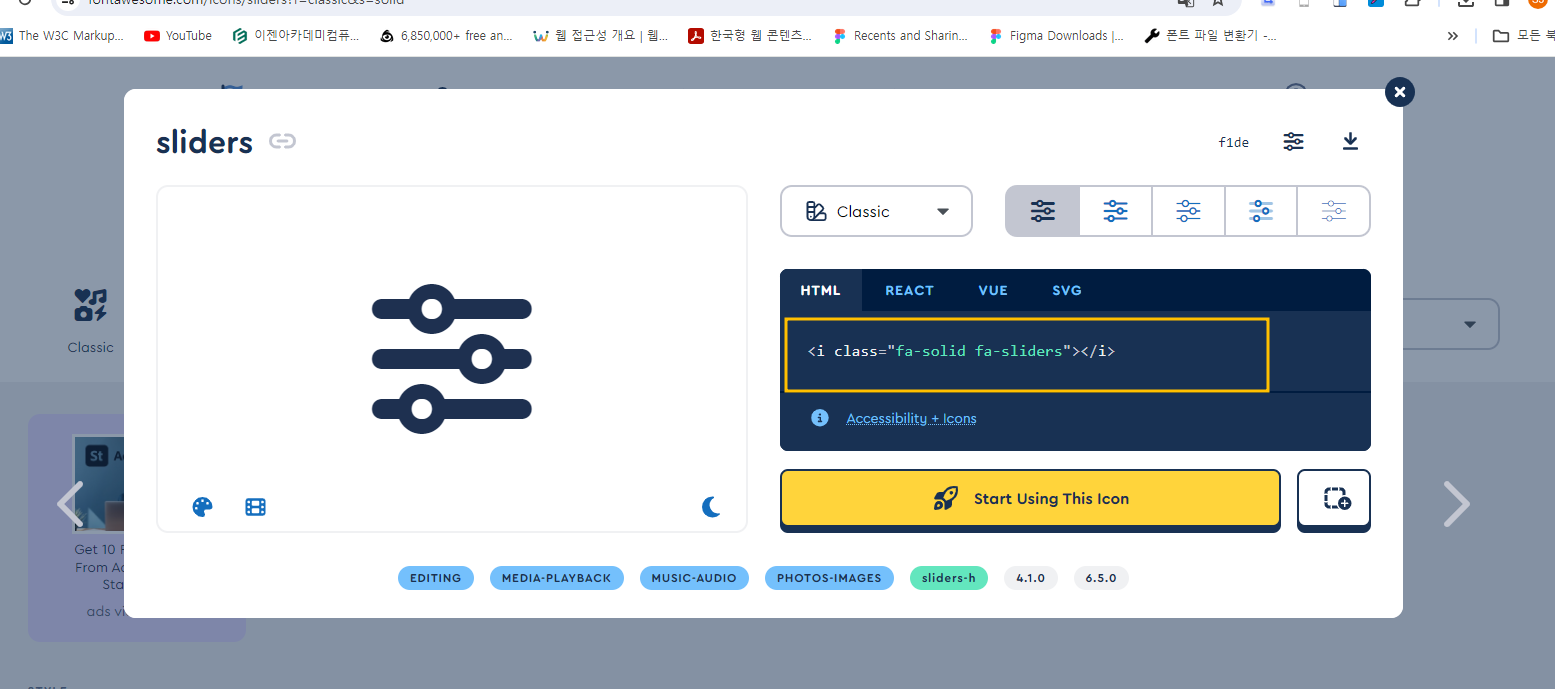 fontawesome.com/icons/sliders?f=classic&s=solid
W3 The W3C Markup... YouTube 이젠아카데미컴퓨... 6,850,000+ free an... 웹 접근성 개요 | 웹... 한국형 웹 콘텐츠... Recents and Sharin... Figma Downloads |... 폰트 파일 변환기 -... » 모든 북
sliders
f1de
Classic
HTML REACT VUE SVG
<i class="fa-solid fa-sliders"></i>
Accessibility + Icons
Start Using This Icon
EDITING MEDIA-PLAYBACK MUSIC-AUDIO PHOTOS-IMAGES sliders-h 4.1.0 6.5.0
Classic
St
Get 10
From
ads
STYLE